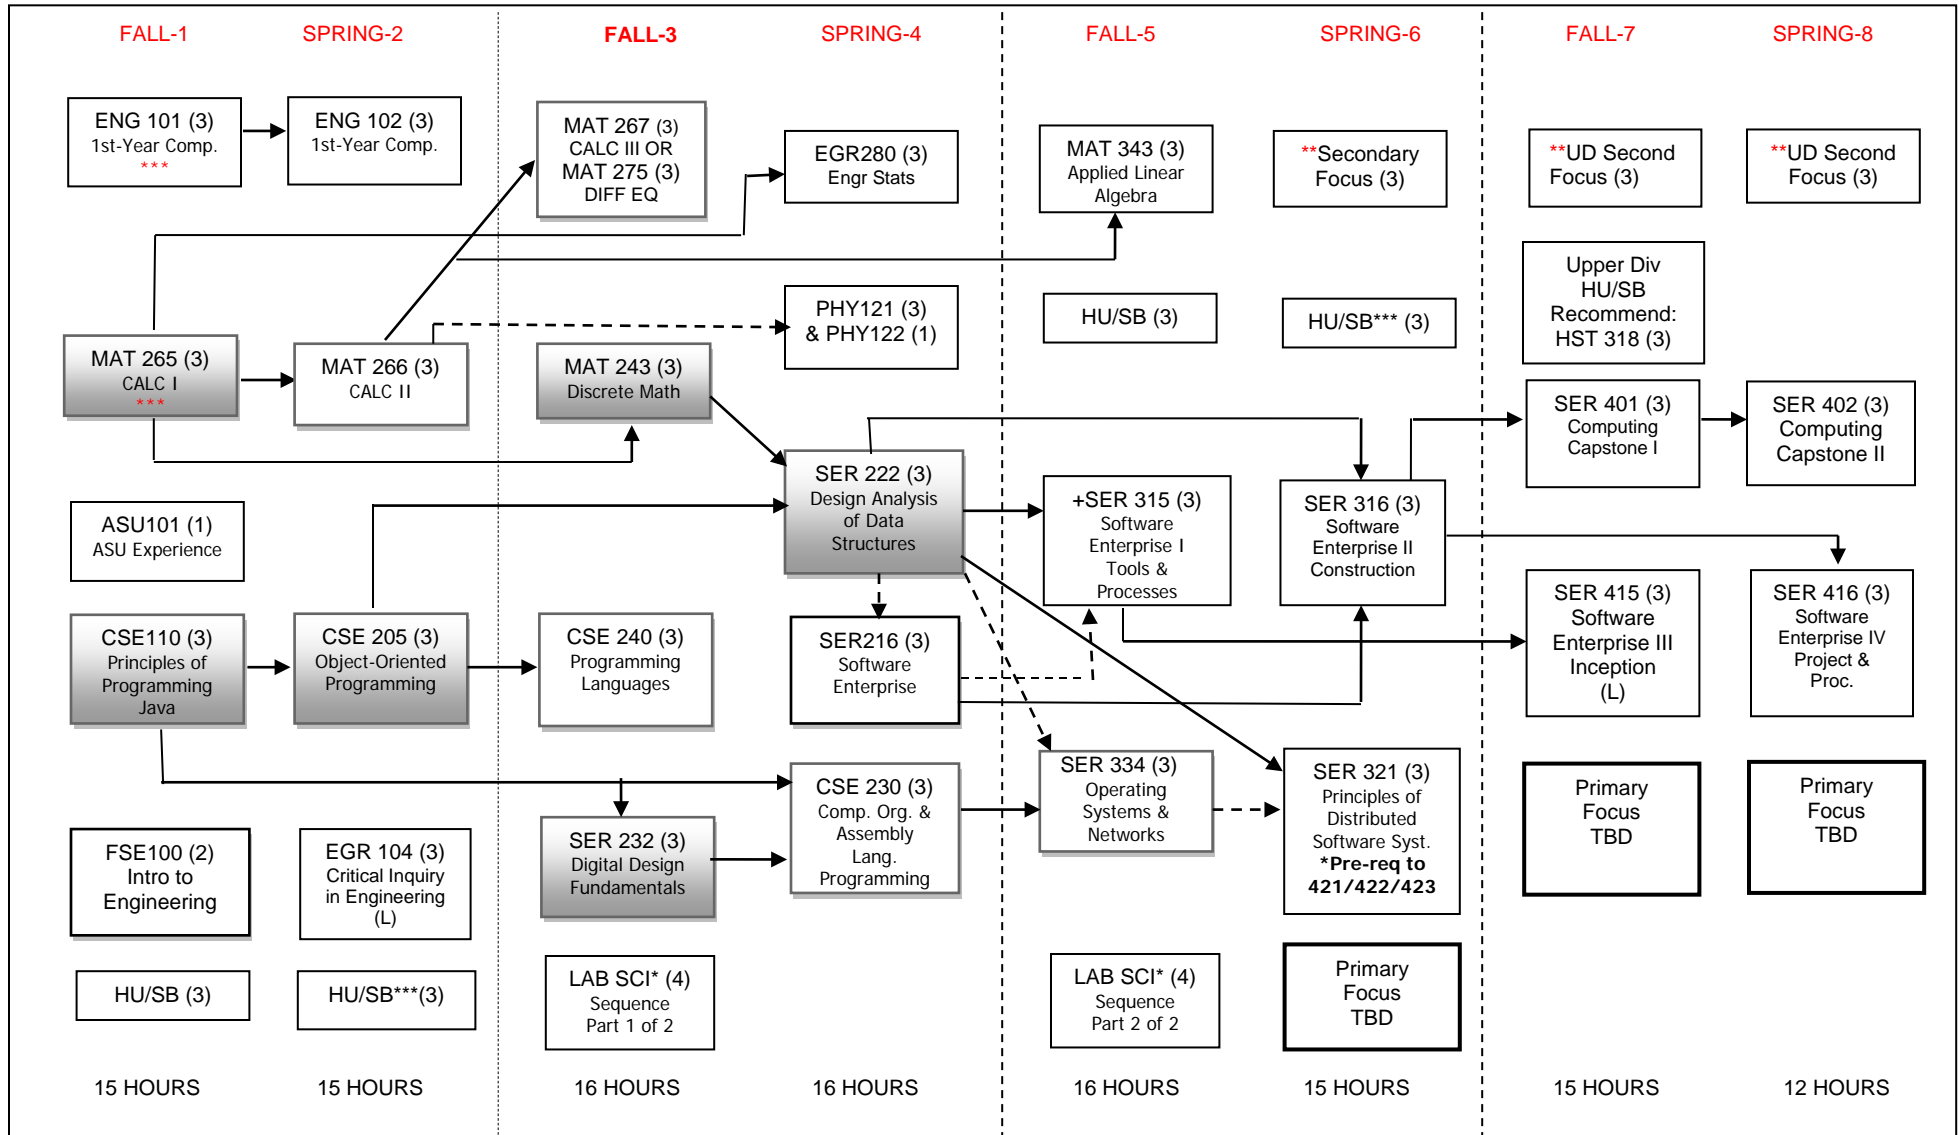 FALL-1
SPRING-2
FALL-3
SPRING-4
FALL-5
SPRING-6
FALL-7
SPRING-8
ENG 101 (3)
1st-Year Comp.
***
ENG 102 (3)
1st-Year Comp.
MAT 267 (3)
CALC III OR
MAT 275 (3)
DIFF EQ
EGR280 (3)
Engr Stats
MAT 343 (3)
Applied Linear
Algebra
**Secondary
Focus (3)
**UD Second
Focus (3)
**UD Second
Focus (3)
MAT 265 (3)
CALC I
***
MAT 266 (3)
CALC II
MAT 243 (3)
Discrete Math
PHY121 (3)
& PHY122 (1)
HU/SB (3)
HU/SB*** (3)
Upper Div
HU/SB
Recommend:
HST 318 (3)
SER 401 (3)
Computing
Capstone I
SER 402 (3)
Computing
Capstone II
ASU101 (1)
ASU Experience
SER 222 (3)
Design Analysis
of Data
Structures
+SER 315 (3)
Software
Enterprise I
Tools &
Processes
SER 316 (3)
Software
Enterprise II
Construction
CSE110 (3)
Principles of
Programming
Java
CSE 205 (3)
Object-Oriented
Programming
CSE 240 (3)
Programming
Languages
SER216 (3)
Software
Enterprise
SER 415 (3)
Software
Enterprise III
Inception
(L)
SER 416 (3)
Software
Enterprise IV
Project &
Proc.
FSE100 (2)
Intro to
Engineering
EGR 104 (3)
Critical Inquiry
in Engineering
(L)
SER 232 (3)
Digital Design
Fundamentals
CSE 230 (3)
Comp. Org. &
Assembly
Lang.
Programming
SER 334 (3)
Operating
Systems &
Networks
SER 321 (3)
Principles of
Distributed
Software Syst.
*Pre-req to
421/422/423
Primary
Focus
TBD
Primary
Focus
TBD
HU/SB (3)
HU/SB***(3)
LAB SCI* (4)
Sequence
Part 1 of 2
LAB SCI* (4)
Sequence
Part 2 of 2
Primary
Focus
TBD
15 HOURS
15 HOURS
16 HOURS
16 HOURS
16 HOURS
15 HOURS
15 HOURS
12 HOURS